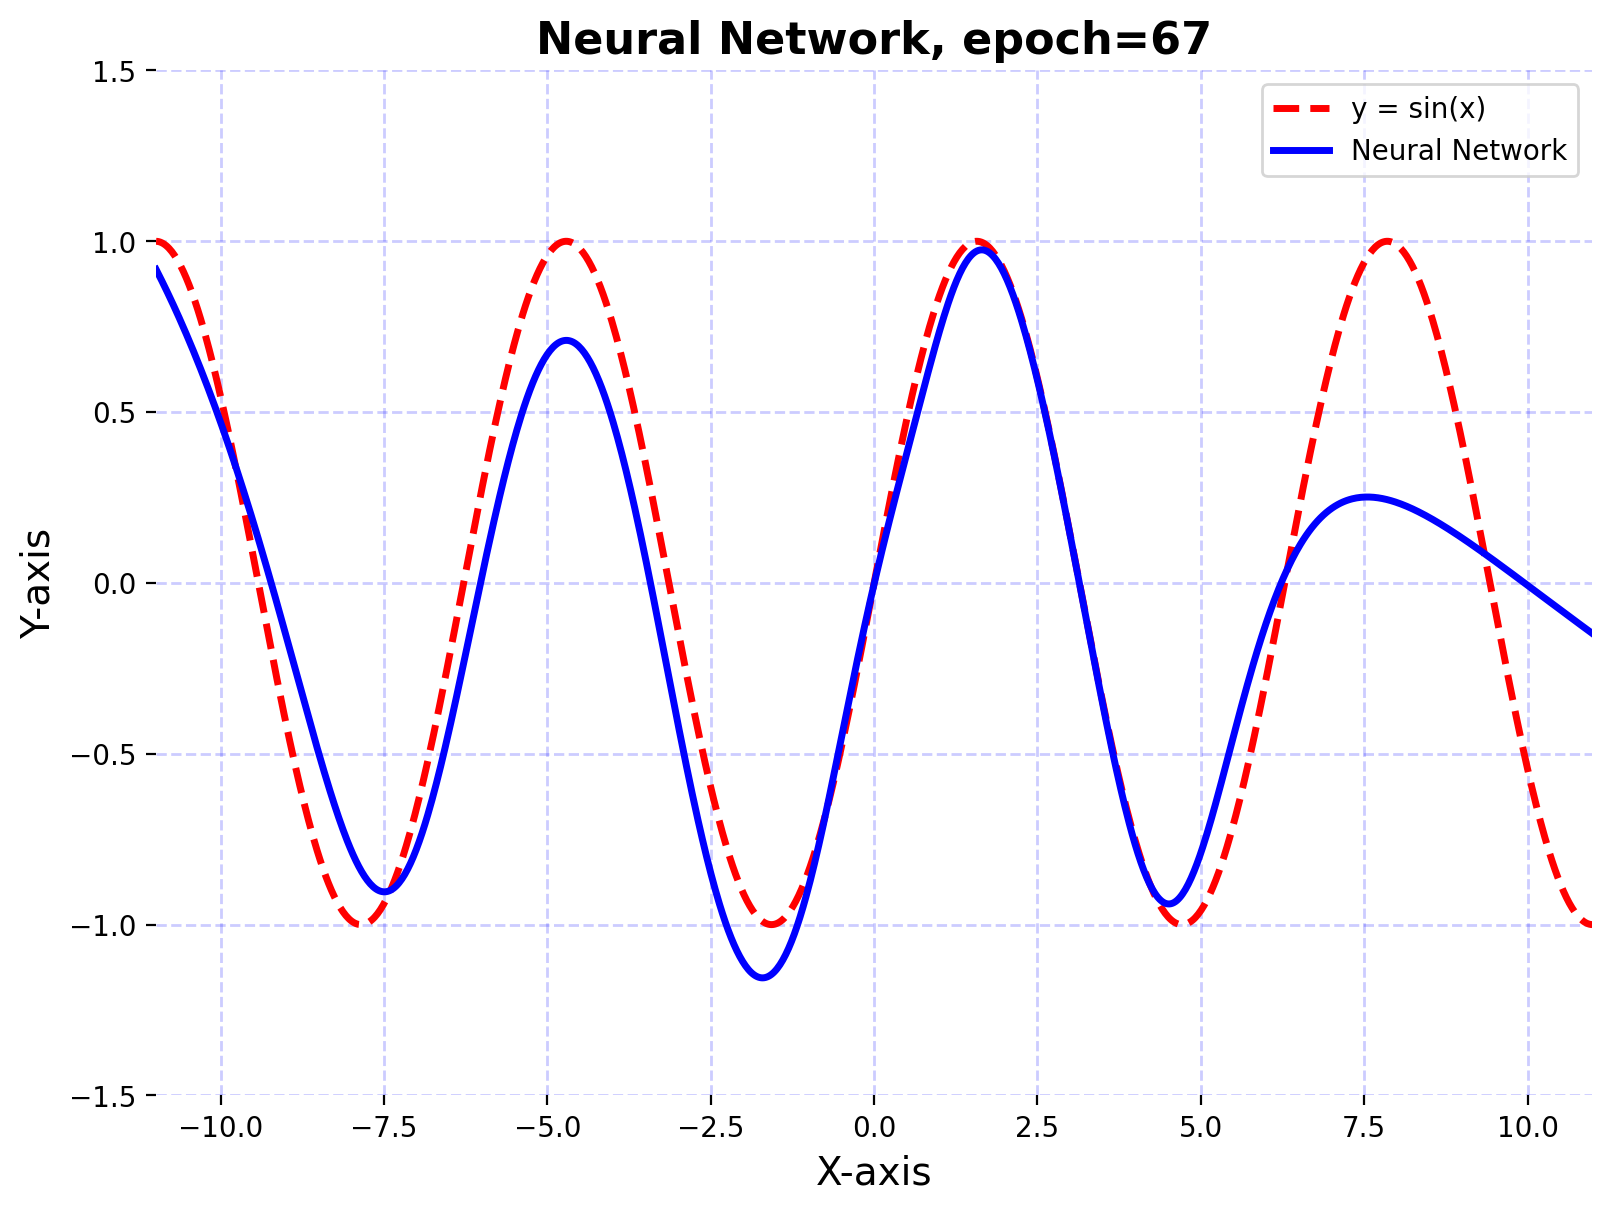 Neural Network, epoch=67
1.5
y = sin(x)
Neural Network
1.0
0.5
0.0
−0.5
−1.0
−1.5
Y-axis
−10.0 −7.5 −5.0 −2.5 0.0 2.5 5.0 7.5 10.0
X-axis